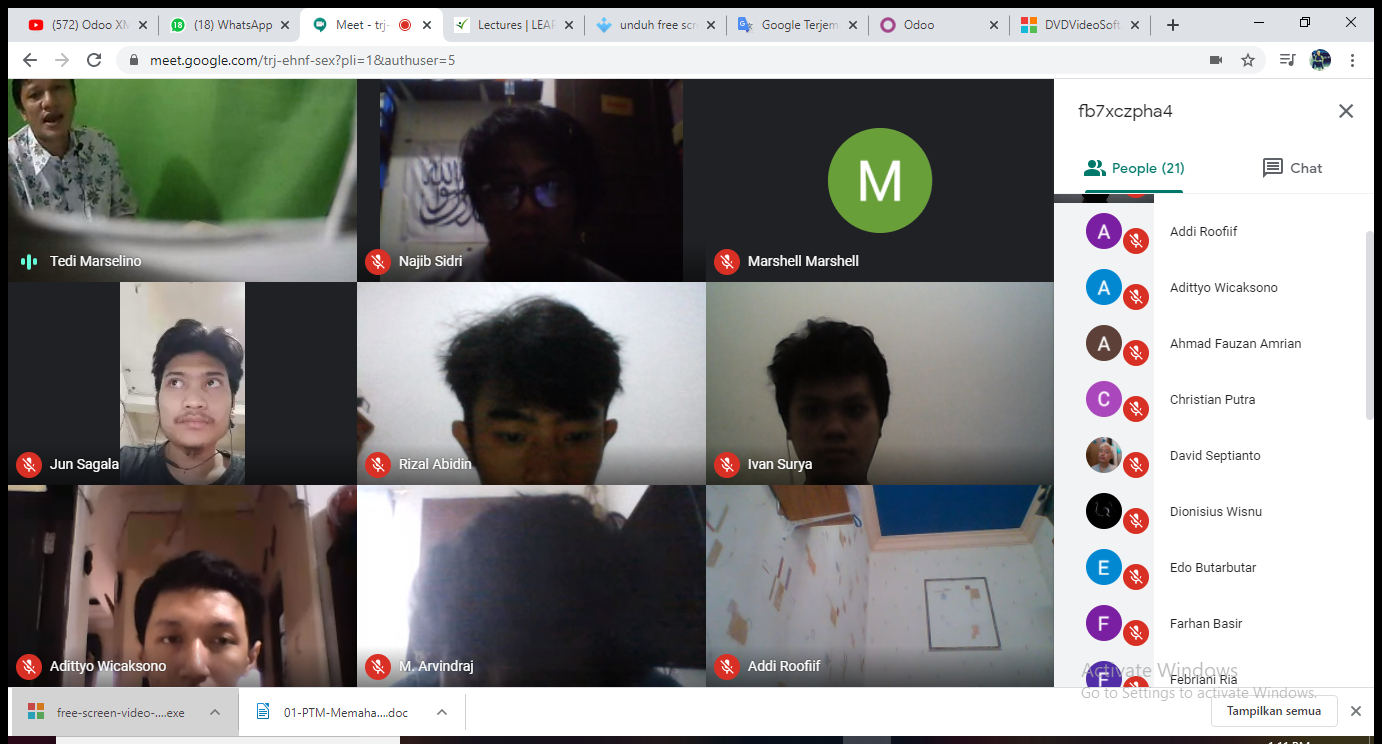 (572) Odoo XM
(18) WhatsApp
Meet - trj-
Lectures | LEAP
unduh free scr
Google Terjem
Odoo
DVDVideoSoft
meet.google.com/trj-ehnf-sex?pli=1&authuser=5
Tedi Marselino
Najib Sidri
M
Marshell Marshell
Jun Sagala
Rizal Abidin
Ivan Surya
Adittyo Wicaksono
M. Arvindraj
Addi Roofiif
fb7xczpha4
People (21)
Chat
A Addi Roofiif
A Adittyo Wicaksono
A Ahmad Fauzan Amrian
C Christian Putra
David Septianto
Dionisius Wisnu
E Edo Butarbutar
F Farhan Basir
F Febriani Ria
Activate Windows
Go to Settings to activate Windows.
free-screen-video-....exe
01-PTM-Memaha....doc
Tampilkan semua
1:11 PM